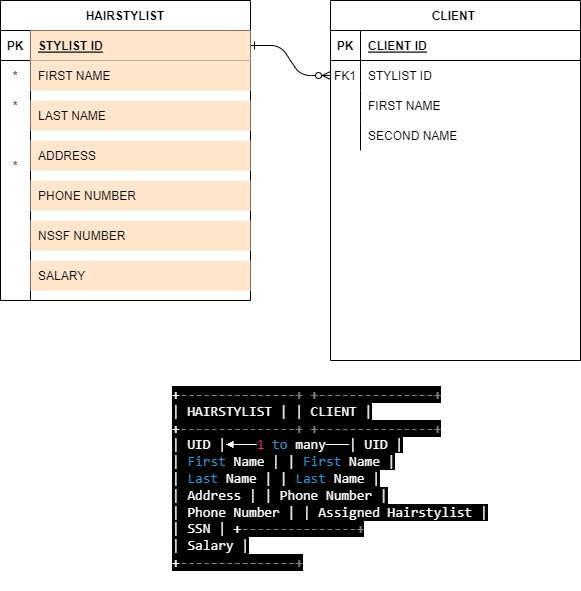 HAIRSTYLIST
PK STYLIST ID
* FIRST NAME
* LAST NAME
ADDRESS
*
PHONE NUMBER
NSSF NUMBER
SALARY
CLIENT
PK CLIENT ID
FK1 STYLIST ID
FIRST NAME
SECOND NAME
+---------------+ +---------------+
| HAIRSTYLIST | | CLIENT |
+---------------+ +---------------+
| UID |◄───1 to many───| UID |
| First Name | | First Name |
| Last Name | | Last Name |
| Address | | Phone Number |
| Phone Number | | Assigned Hairstylist |
| SSN | +---------------+
| Salary |
+---------------+